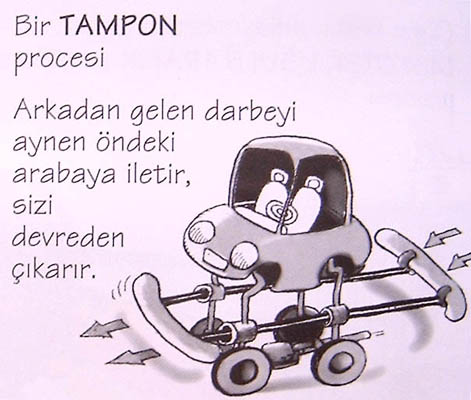 Bir TAMPON
procesi
Arkadan gelen darbeyi
aynen öndeki
arabaya iletir,
sizi
devreden
çıkarır.